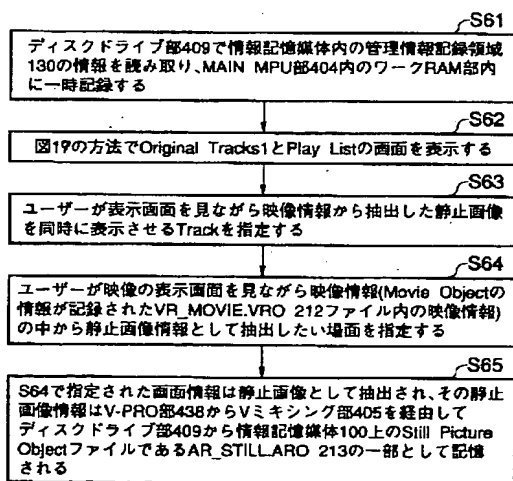 S61
ディスクドライブ部409で情報記憶媒体内の管理情報記録領域
130の情報を読み取り、MAIN MPU部404内のワークRAM部内
に一時記録する
S62
図19の方法でOriginal Tracks1とPlay Listの画面を表示する
S63
ユーザーが表示画面を見ながら映像情報から抽出した静止画像
を同時に表示させるTrackを指定する
S64
ユーザーが映像の表示画面を見ながら映像情報(Movie Objectの
情報が記録されたVR_MOVIE.VRO 212ファイル内の映像情報)
の中から静止画像情報として抽出したい場面を指定する
S65
S64で指定された画面情報は静止画像として抽出され、その静止
画像情報はV-PRO部438からVミキシング部405を経由して
ディスクドライブ部409から情報記憶媒体100上のStill Picture
ObjectファイルであるAR_STILL.ARO 213の一部として記憶
される